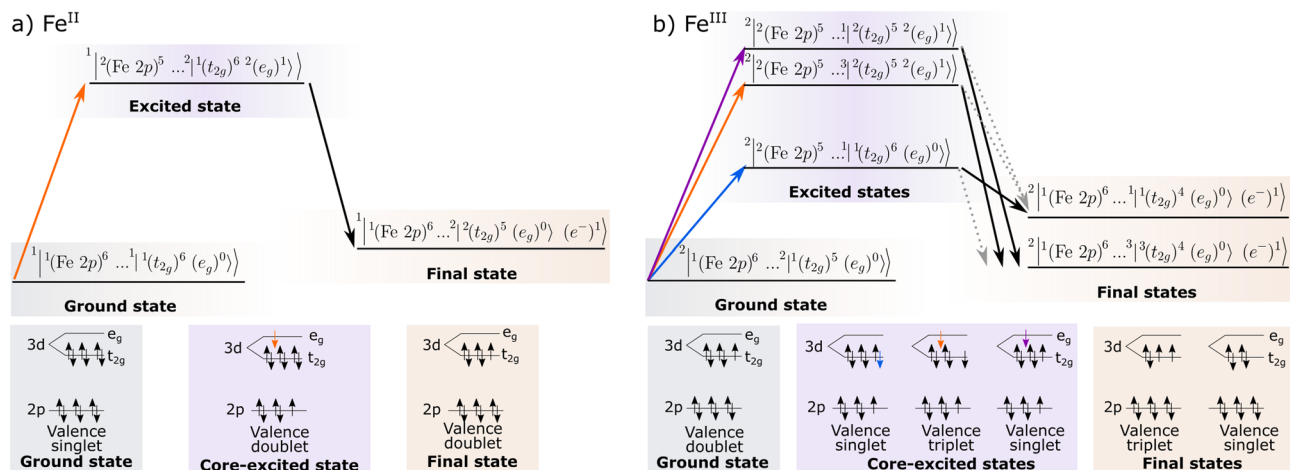 a) Fe^II
^1|^2(Fe 2p)^5 ...^2|^1(t_2g)^6 ^2(e_g)^1⟩⟩
Excited state
^1|^1(Fe 2p)^6 ...^2|^2(t_2g)^5 (e_g)^0⟩ (e^−)^1⟩
Final state
^1|^1(Fe 2p)^6 ...^1|^1(t_2g)^6 (e_g)^0⟩⟩
Ground state
3d
e_g
t_2g
2p
Valence
singlet
Ground state
3d
e_g
t_2g
2p
Valence
doublet
Core-excited state
3d
e_g
t_2g
2p
Valence
doublet
Final state
b) Fe^III
^2|^2(Fe 2p)^5 ...^1|^2(t_2g)^5 ^2(e_g)^1⟩⟩
^2|^2(Fe 2p)^5 ...^3|^2(t_2g)^5 ^2(e_g)^1⟩⟩
^2|^2(Fe 2p)^5 ...^1|^1(t_2g)^6 (e_g)^0⟩⟩
Excited states
^2|^1(Fe 2p)^6 ...^1|^1(t_2g)^4 (e_g)^0⟩ (e^−)^1⟩
^2|^1(Fe 2p)^6 ...^3|^3(t_2g)^4 (e_g)^0⟩ (e^−)^1⟩
Final states
^2|^1(Fe 2p)^6 ...^2|^1(t_2g)^5 (e_g)^0⟩⟩
Ground state
3d
e_g
t_2g
2p
Valence
doublet
Ground state
3d
e_g
t_2g
2p
Valence
singlet
Valence
triplet
Valence
singlet
Core-excited states
3d
e_g
t_2g
2p
Valence
triplet
Valence
singlet
Final states